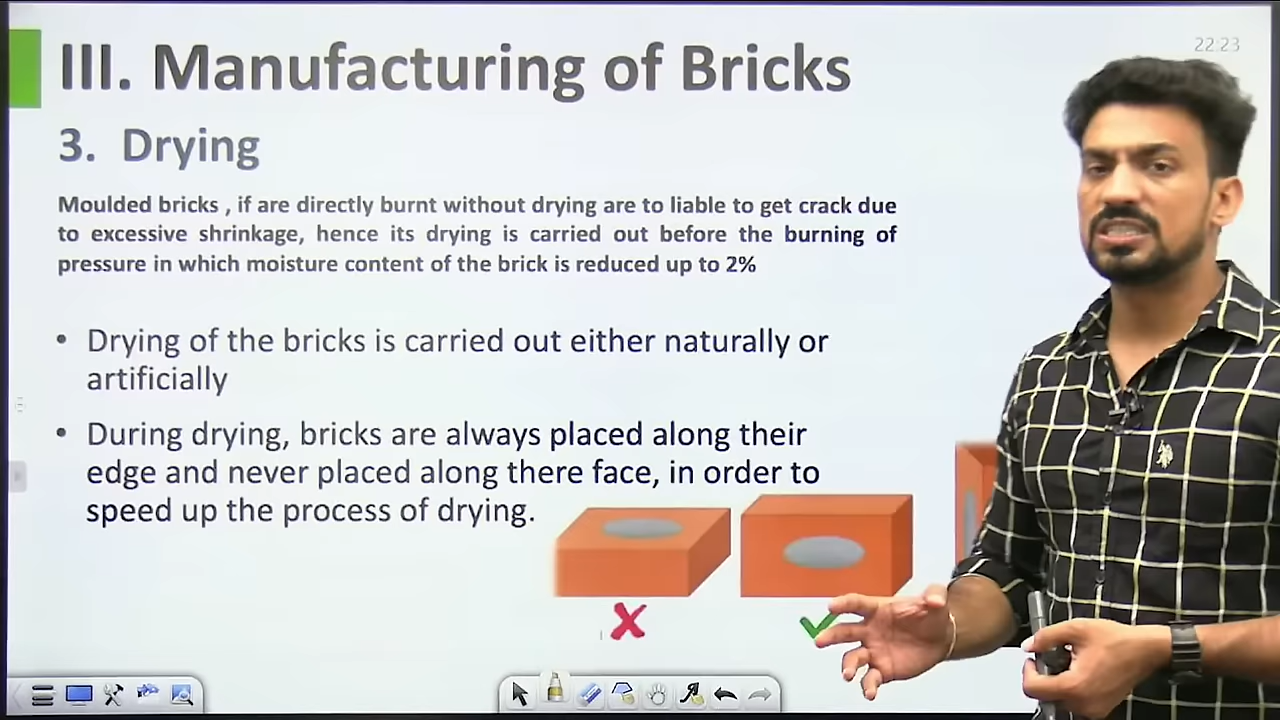 22:23
III. Manufacturing of Bricks
3. Drying
Moulded bricks , if are directly burnt without drying are to liable to get crack due
to excessive shrinkage, hence its drying is carried out before the burning of
pressure in which moisture content of the brick is reduced up to 2%
• Drying of the bricks is carried out either naturally or
artificially
• During drying, bricks are always placed along their
edge and never placed along there face, in order to
speed up the process of drying.